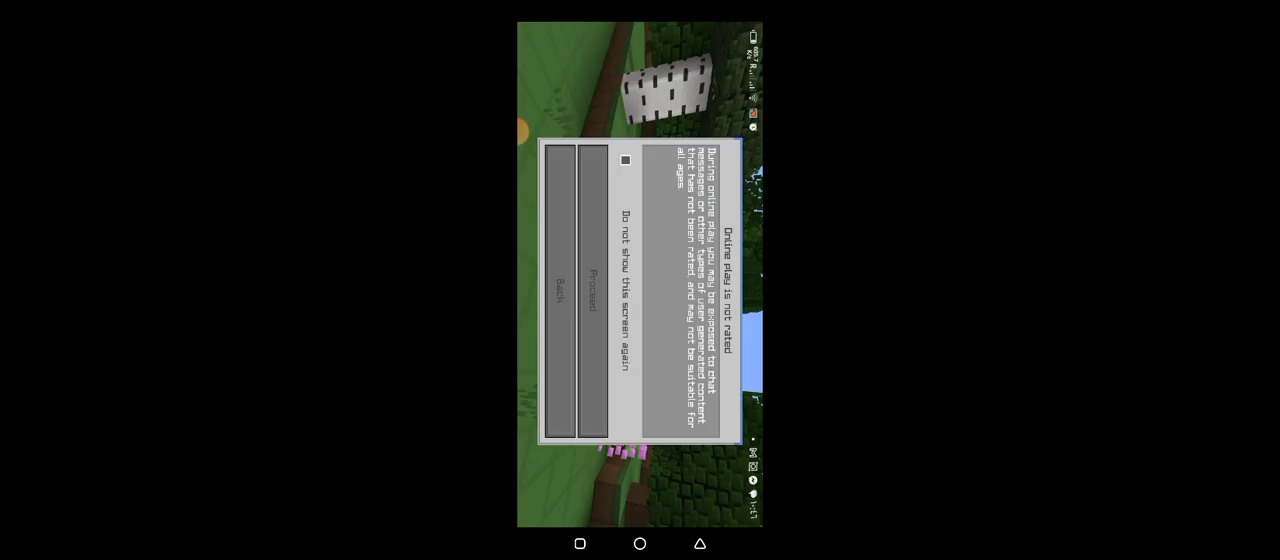 Online play is not rated
During online play you may be exposed to chat
messages or other types of user generated content
that has not been rated, and may not be suitable for
all ages.
Do not show this screen again
Proceed
Back